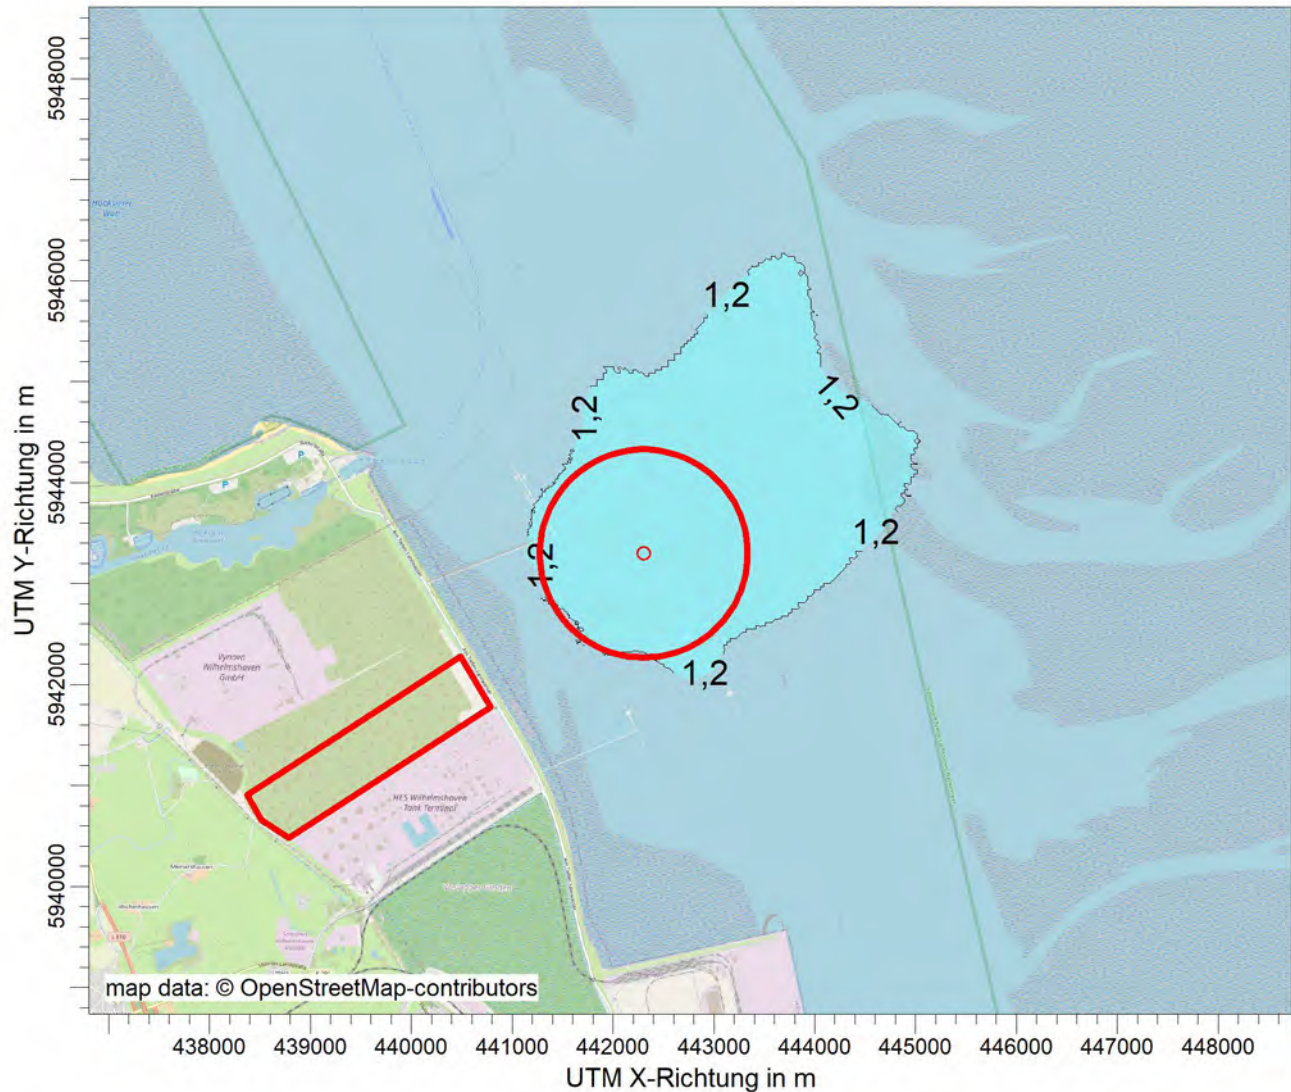 UTM Y-Richtung in m
5948000
5946000
5944000
5942000
5940000
1,2
1,2
1,2
1,2
1,2
1,2
P
P
Vynova
Wilhelmshaven
GmbH
HES Wilhelmshaven
Tank Terminal
map data: © OpenStreetMap-contributors
438000 439000 440000 441000 442000 443000 444000 445000 446000 447000 448000
UTM X-Richtung in m